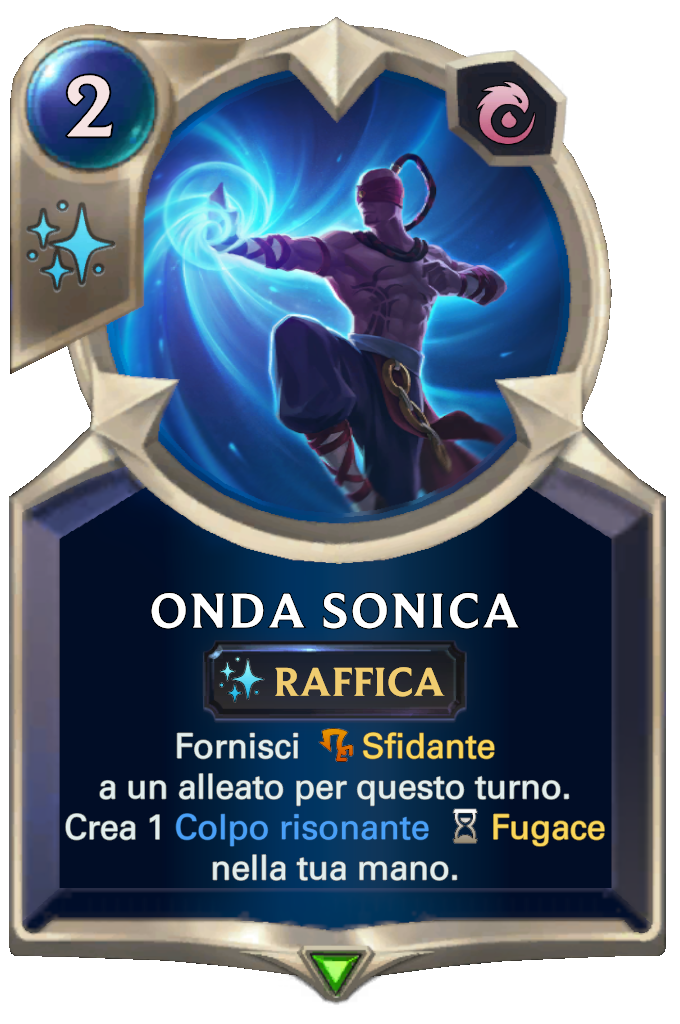 2
ONDA SONICA
RAFFICA
Fornisci Sfidante
a un alleato per questo turno.
Crea 1 Colpo risonante Fugace
nella tua mano.